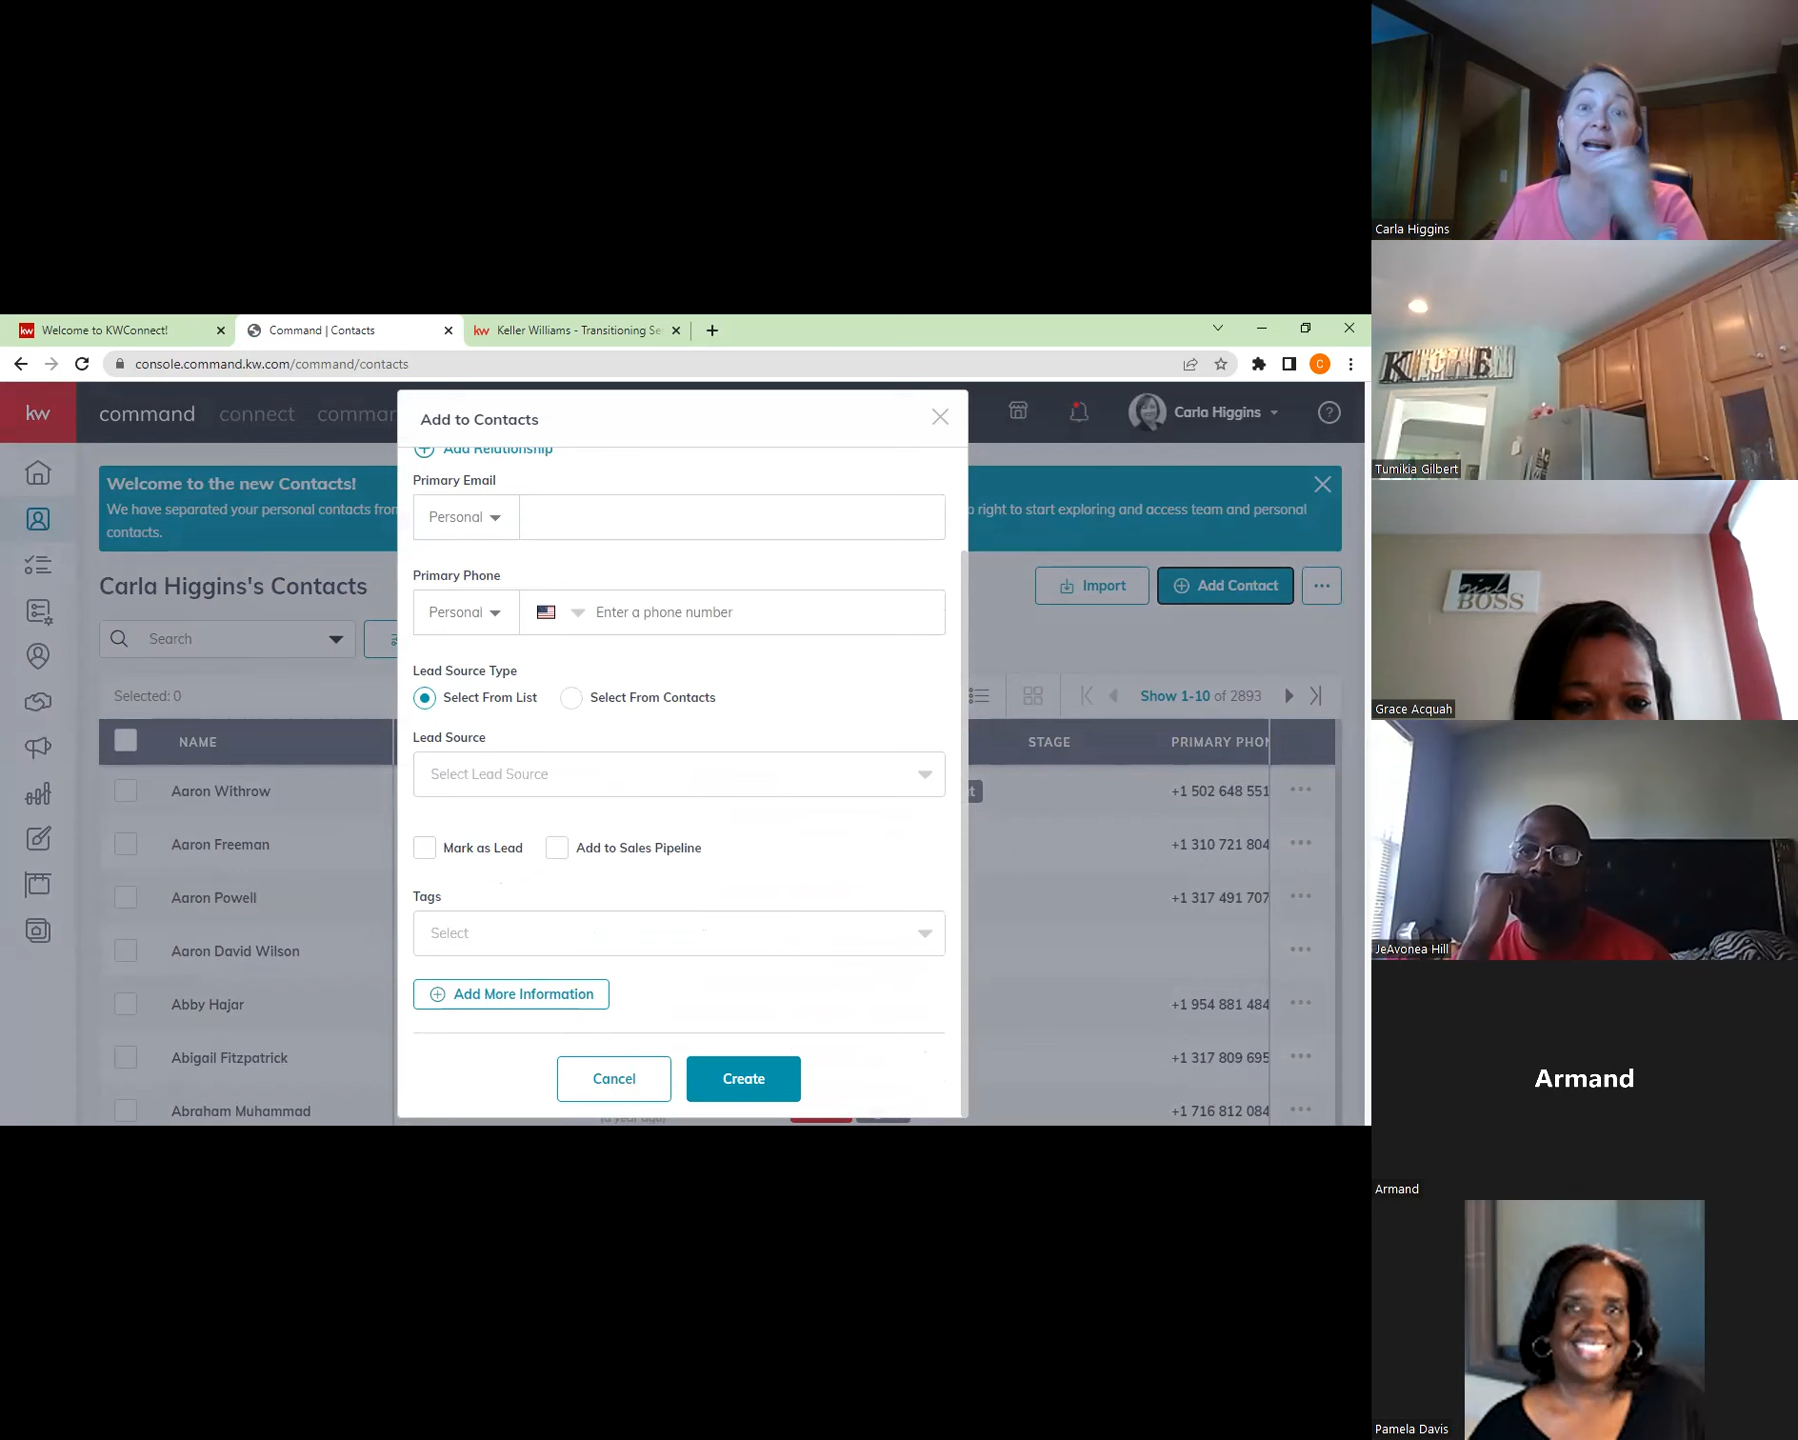 kw Welcome to KWConnect!
Command | Contacts
kw Keller Williams - Transitioning Se
console.command.kw.com/command/contacts
C
kw
command connect commar
Carla Higgins
Add to Contacts
Welcome to the new Contacts!
We have separated your personal contacts from
right to start exploring and access team and personal
contacts.
Carla Higgins's Contacts
Import
Add Contact
Search
Selected: 0
Show 1-10 of 2893
NAME
STAGE
PRIMARY PHON
Aaron Withrow
+1 502 648 551
Aaron Freeman
+1 310 721 804
Aaron Powell
+1 317 491 707
Aaron David Wilson
Abby Hajar
+1 954 881 484
Abigail Fitzpatrick
+1 317 809 695
Abraham Muhammad
+1 716 812 084
Add Relationship
Primary Email
Personal
Primary Phone
Personal
Enter a phone number
Lead Source Type
Select From List
Select From Contacts
Lead Source
Select Lead Source
Mark as Lead
Add to Sales Pipeline
Tags
Select
Add More Information
Cancel
Create
Carla Higgins
KITCHEN
Tumikia Gilbert
girl
BOSS
Grace Acquah
JeAvonea Hill
Armand
Armand
Pamela Davis